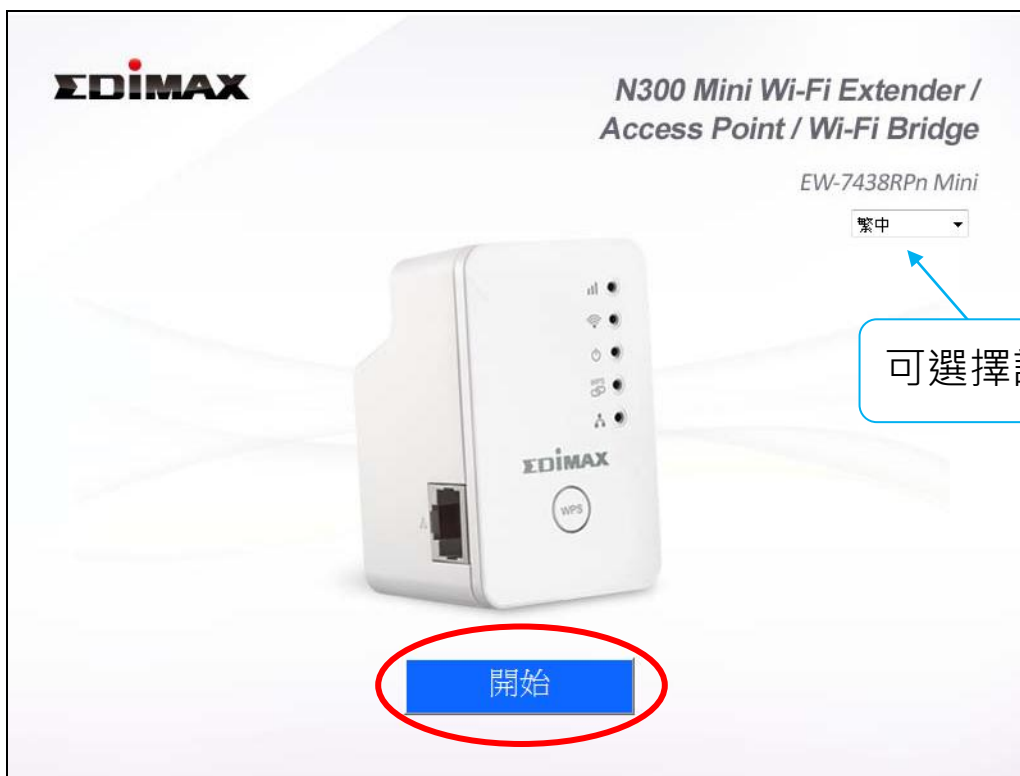 EDIMAX
N300 Mini Wi-Fi Extender /
Access Point / Wi-Fi Bridge
EW-7438RPn Mini
繁中
可選擇
WPS
EDIMAX
WPS
開始